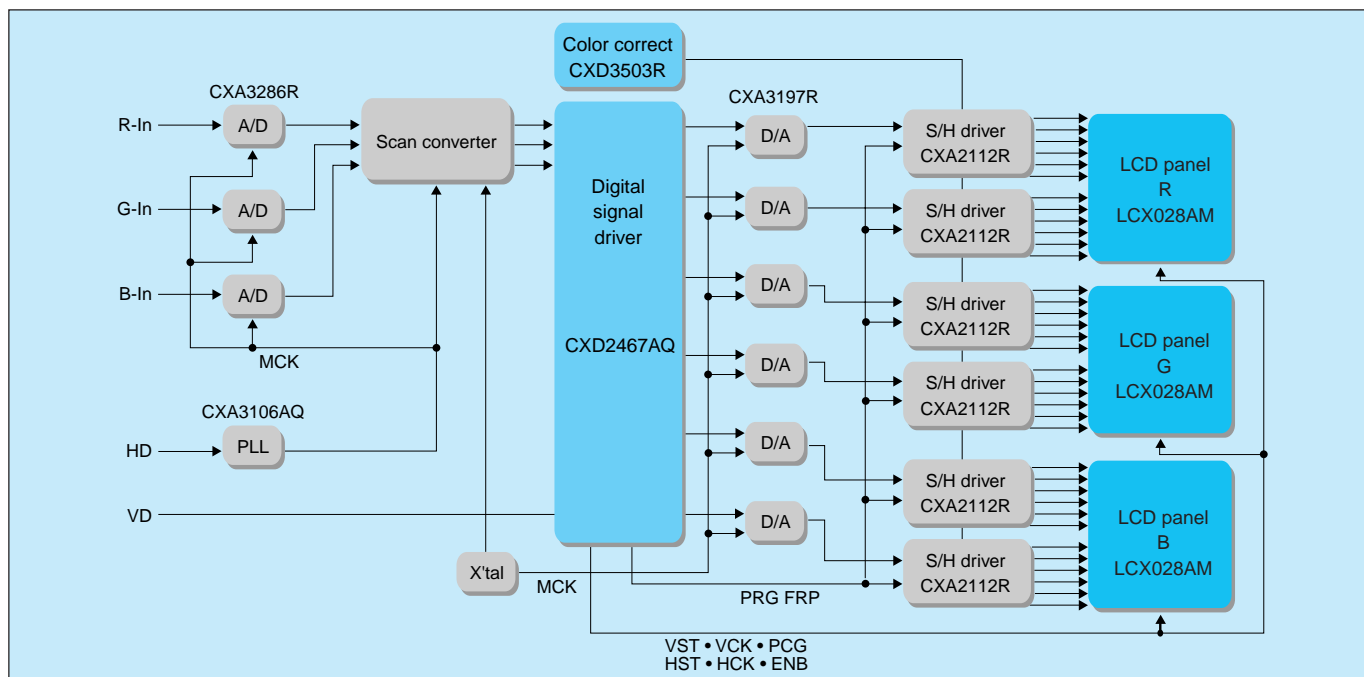 Color correct
CXD3503R
CXA3286R
CXA3197R
R-In
A/D
Scan converter
D/A
S/H driver
CXA2112R
LCD panel
R
LCX028AM
G-In
A/D
Digital
signal
driver
D/A
S/H driver
CXA2112R
B-In
A/D
D/A
S/H driver
CXA2112R
LCD panel
G
LCX028AM
MCK
CXD2467AQ
D/A
S/H driver
CXA2112R
CXA3106AQ
HD
PLL
D/A
S/H driver
CXA2112R
LCD panel
B
LCX028AM
VD
D/A
S/H driver
CXA2112R
X'tal
MCK
PRG FRP
VST • VCK • PCG
HST • HCK • ENB